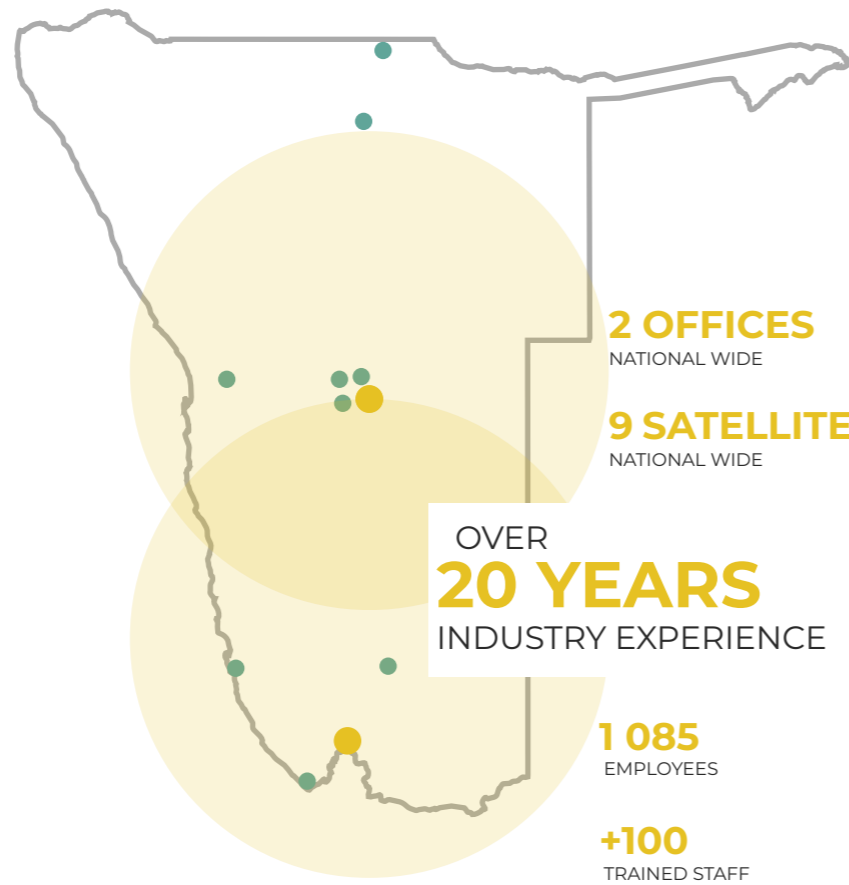 2 OFFICES
NATIONAL WIDE
9 SATELLITE
NATIONAL WIDE
OVER
20 YEARS
INDUSTRY EXPERIENCE
1 085
EMPLOYEES
+100
TRAINED STAFF